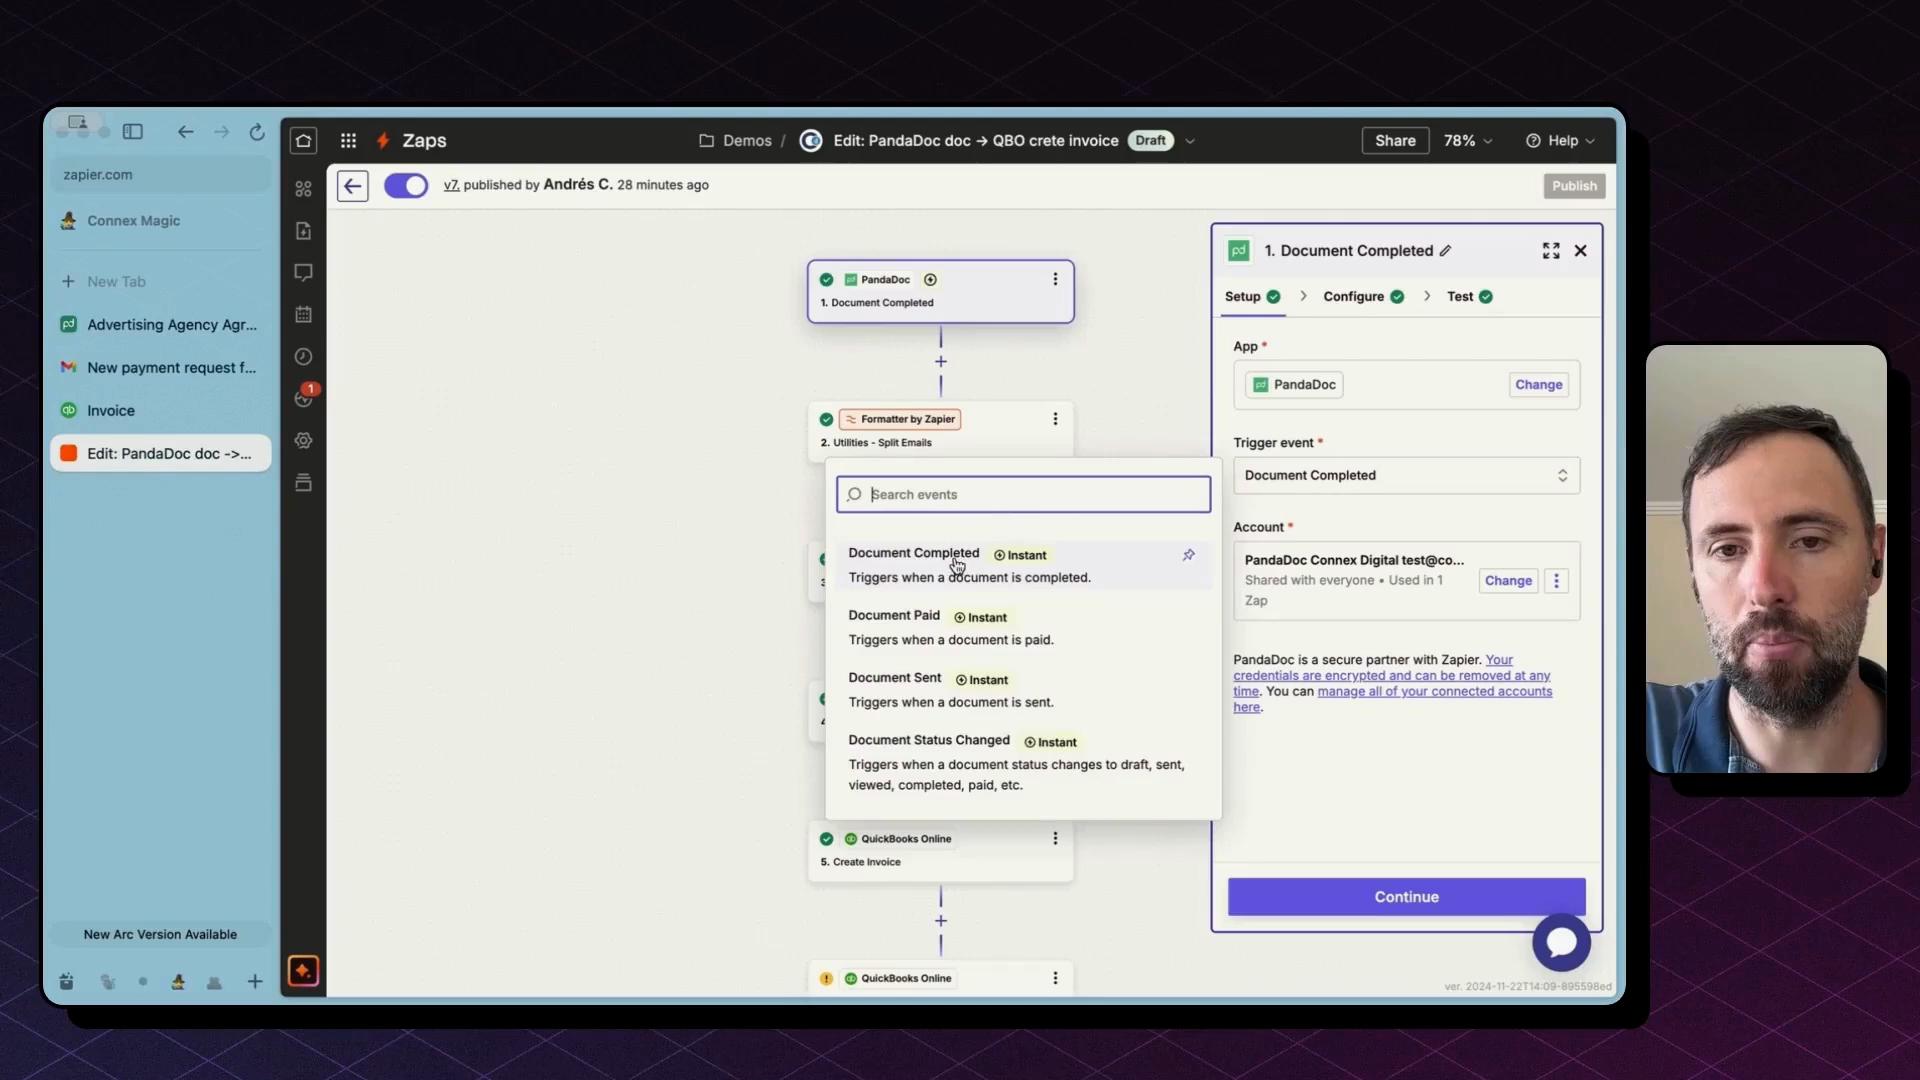 zapier.com
Connex Magic
New Tab
Advertising Agency Agr...
New payment request f...
Invoice
Edit: PandaDoc doc ->...
New Arc Version Available
Zaps
Demos /
Edit: PandaDoc doc → QBO crete invoice
Draft
Share
78%
Help
v7. published by Andrés C. 28 minutes ago
Publish
1
PandaDoc
1. Document Completed
Formatter by Zapier
2. Utilities - Split Emails
Search events
Document Completed Instant
Triggers when a document is completed.
Document Paid Instant
Triggers when a document is paid.
Document Sent Instant
Triggers when a document is sent.
Document Status Changed Instant
Triggers when a document status changes to draft, sent,
viewed, completed, paid, etc.
QuickBooks Online
5. Create Invoice
QuickBooks Online
1. Document Completed
Setup
Configure
Test
App *
PandaDoc
Change
Trigger event *
Document Completed
Account *
PandaDoc Connex Digital test@co...
Shared with everyone • Used in 1
Zap
Change
PandaDoc is a secure partner with Zapier. Your
credentials are encrypted and can be removed at any
time. You can manage all of your connected accounts
here.
Continue
ver. 2024-11-22T14:09-895598ed